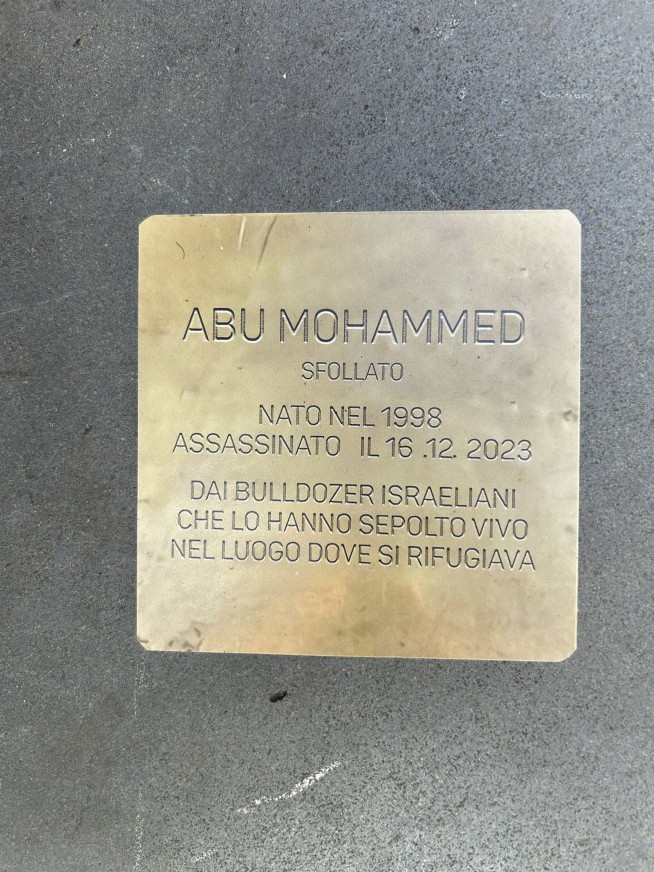 ABU MOHAMMED
SFOLLATO
NATO NEL 1998
ASSASSINATO IL 16 .12. 2023
DAI BULLDOZER ISRAELIANI
CHE LO HANNO SEPOLTO VIVO
NEL LUOGO DOVE SI RIFUGIAVA